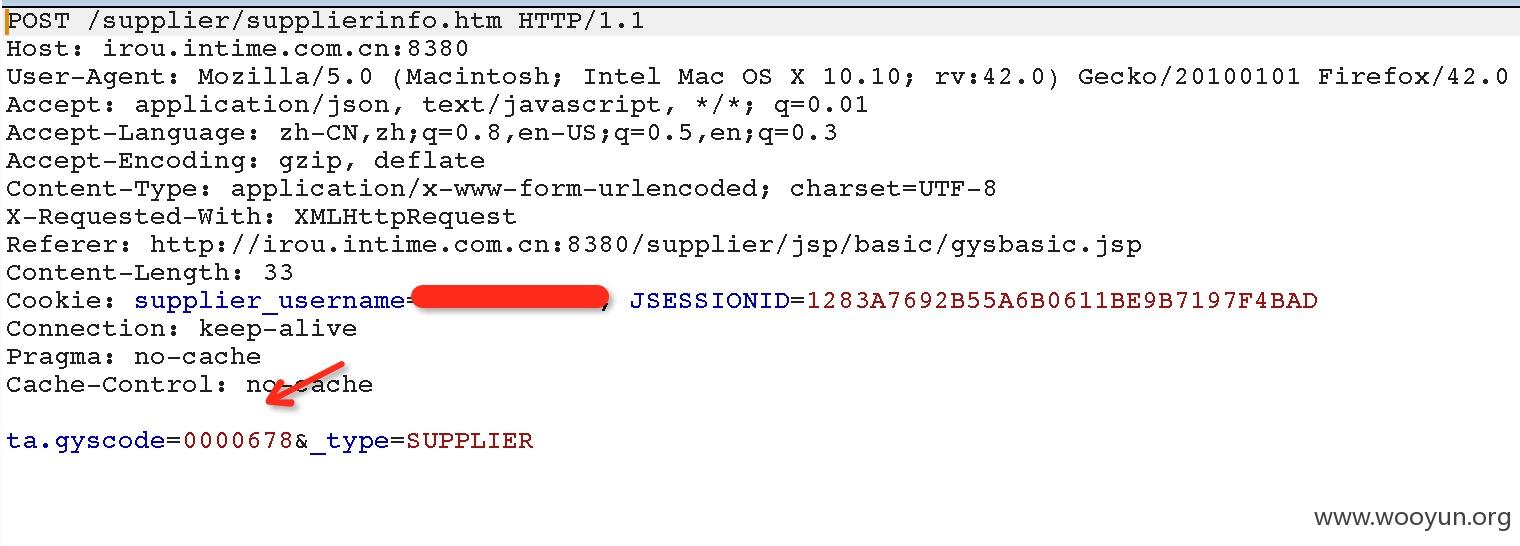 POST /supplier/supplierinfo.htm HTTP/1.1
Host: irou.intime.com.cn:8380
User-Agent: Mozilla/5.0 (Macintosh; Intel Mac OS X 10.10; rv:42.0) Gecko/20100101 Firefox/42.0
Accept: application/json, text/javascript, */*; q=0.01
Accept-Language: zh-CN,zh;q=0.8,en-US;q=0.5,en;q=0.3
Accept-Encoding: gzip, deflate
Content-Type: application/x-www-form-urlencoded; charset=UTF-8
X-Requested-With: XMLHttpRequest
Referer: http://irou.intime.com.cn:8380/supplier/jsp/basic/gysbasic.jsp
Content-Length: 33
Cookie: supplier_username=; JSESSIONID=1283A7692B55A6B0611BE9B7197F4BAD
Connection: keep-alive
Pragma: no-cache
Cache-Control: no-cache
ta.gyscode=0000678&_type=SUPPLIER
www.wooyun.org